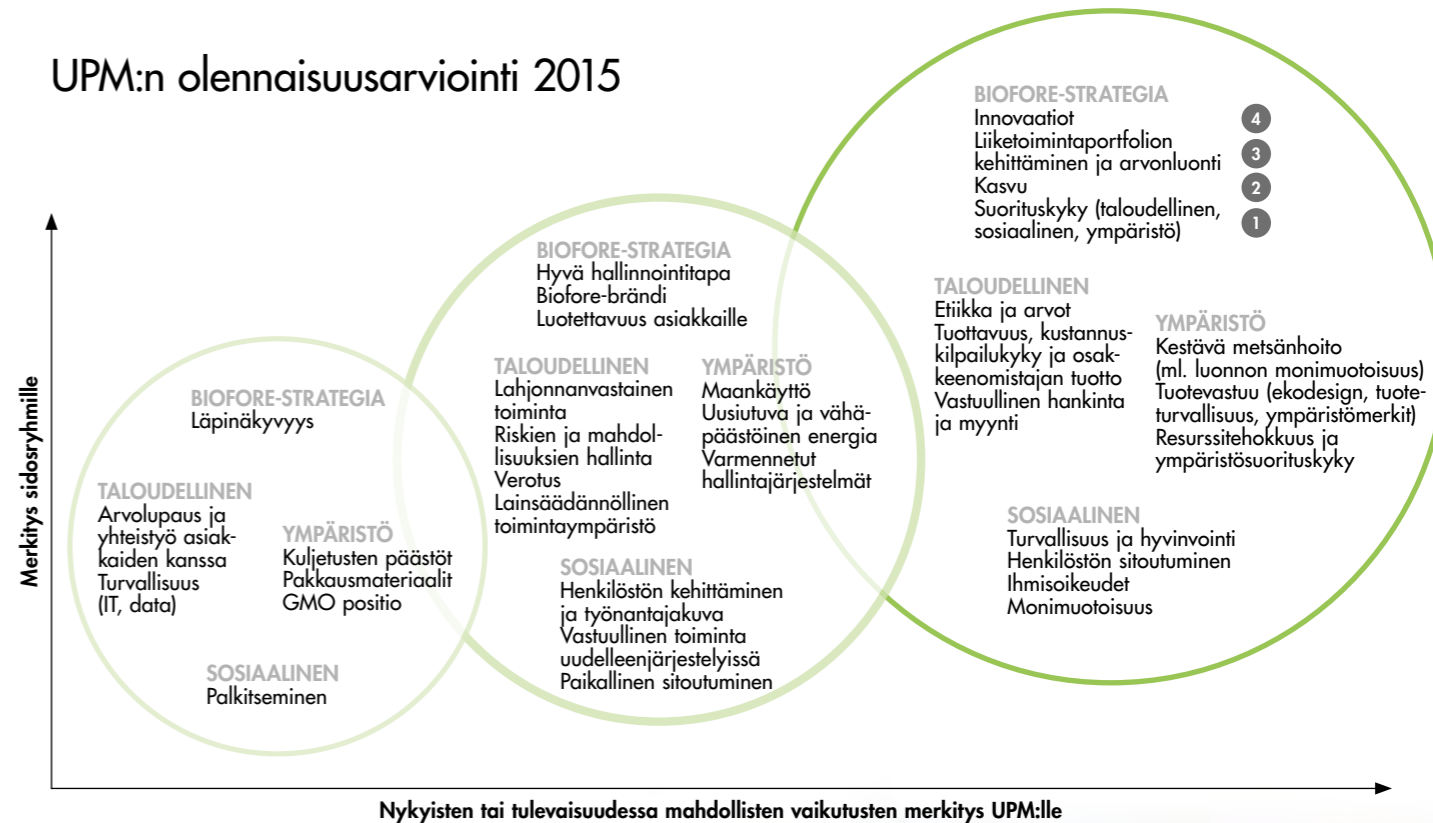 UPM:n olennaisuusarviointi 2015
Merkitys sidosryhmille
BIOFORE-STRATEGIA
Läpinäkyvyys
TALOUDELLINEN
Arvolupaus ja
yhteistyö asiak-
kaiden kanssa
Turvallisuus
(IT, data)
YMPÄRISTÖ
Kuljetusten päästöt
Pakkausmateriaalit
GMO positio
SOSIAALINEN
Palkitseminen
BIOFORE-STRATEGIA
Hyvä hallinnointitapa
Biofore-brändi
Luotettavuus asiakkaille
TALOUDELLINEN
Lahjonnanvastainen
toiminta
Riskien ja mahdol-
lisuuksien hallinta
Verotus
Lainsäädännöllinen
toimintaympäristö
YMPÄRISTÖ
Maankäyttö
Uusiutuva ja vähä-
päästöinen energia
Varmennetut
hallintajärjestelmät
SOSIAALINEN
Henkilöstön kehittäminen
ja työnantajakuva
Vastuullinen toiminta
uudelleenjärjestelyissä
Paikallinen sitoutuminen
BIOFORE-STRATEGIA
Innovaatiot 4
Liiketoimintaportfolion
kehittäminen ja arvonluonti 3
Kasvu 2
Suorituskyky (taloudellinen, 1
sosiaalinen, ympäristö)
TALOUDELLINEN
Etiikka ja arvot
Tuottavuus, kustannus-
kilpailukyky ja osak-
keenomistajan tuotto
Vastuullinen hankinta
ja myynti
YMPÄRISTÖ
Kestävä metsänhoito
(ml. luonnon monimuotoisuus)
Tuotevastuu (ekodesign, tuote-
turvallisuus, ympäristömerkit)
Resurssitehokkuus ja
ympäristösuorituskyky
SOSIAALINEN
Turvallisuus ja hyvinvointi
Henkilöstön sitoutuminen
Ihmisoikeudet
Monimuotoisuus
Nykyisten tai tulevaisuudessa mahdollisten vaikutusten merkitys UPM:lle